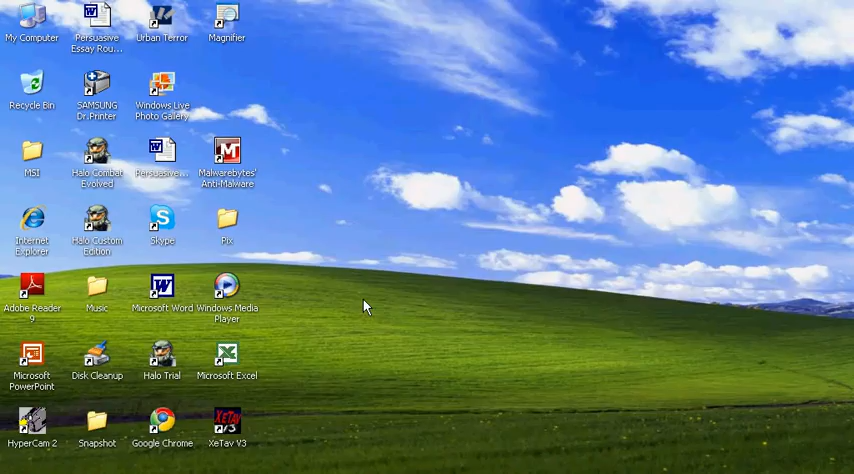 My Computer
Persuasive
Essay Rou...
Urban Terror
Magnifier
Recycle Bin
SAMSUNG
Dr.Printer
Windows Live
Photo Gallery
MSI
Halo Combat
Evolved
Persuasive...
Malwarebytes'
Anti-Malware
Internet
Explorer
Halo Custom
Edition
Skype
Pix
Adobe Reader
9
Music
Microsoft Word
Windows Media
Player
Microsoft
PowerPoint
Disk Cleanup
Halo Trial
Microsoft Excel
HyperCam 2
Snapshot
Google Chrome
XeTav V3